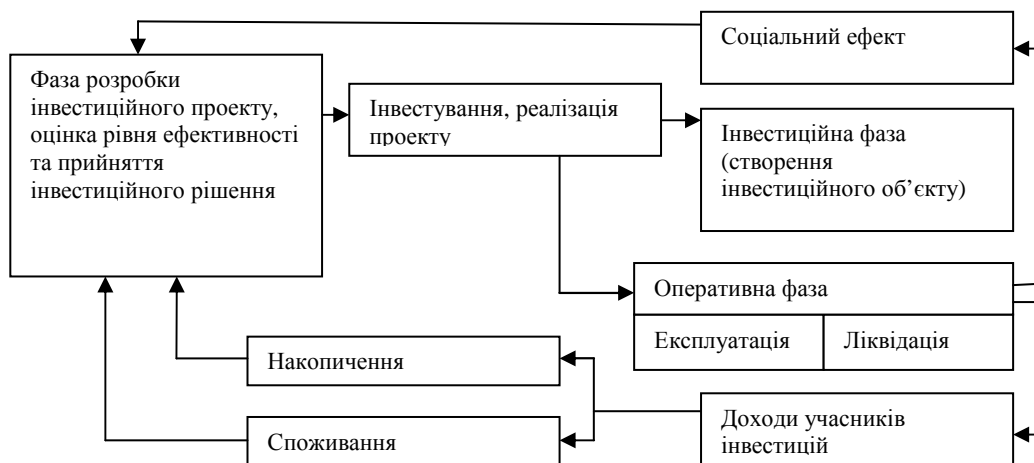 Соціальний ефект
Фаза розробки
інвестиційного проекту,
оцінка рівня ефективності
та прийняття
інвестиційного рішення
Інвестування, реалізація
проекту
Інвестиційна фаза
(створення
інвестиційного об’єкту)
Оперативна фаза
Експлуатація
Ліквідація
Накопичення
Споживання
Доходи учасників
інвестицій